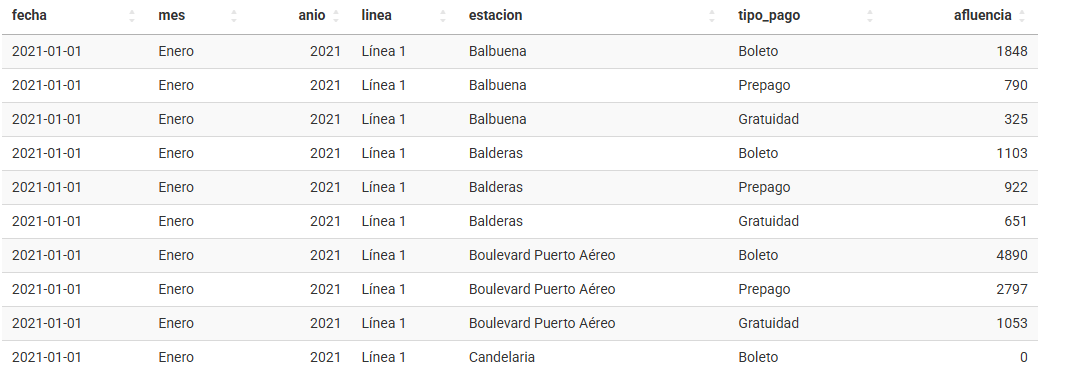 fecha mes anio linea estacion tipo_pago afluencia
2021-01-01 Enero 2021 Línea 1 Balbuena Boleto 1848
2021-01-01 Enero 2021 Línea 1 Balbuena Prepago 790
2021-01-01 Enero 2021 Línea 1 Balbuena Gratuidad 325
2021-01-01 Enero 2021 Línea 1 Balderas Boleto 1103
2021-01-01 Enero 2021 Línea 1 Balderas Prepago 922
2021-01-01 Enero 2021 Línea 1 Balderas Gratuidad 651
2021-01-01 Enero 2021 Línea 1 Boulevard Puerto Aéreo Boleto 4890
2021-01-01 Enero 2021 Línea 1 Boulevard Puerto Aéreo Prepago 2797
2021-01-01 Enero 2021 Línea 1 Boulevard Puerto Aéreo Gratuidad 1053
2021-01-01 Enero 2021 Línea 1 Candelaria Boleto 0